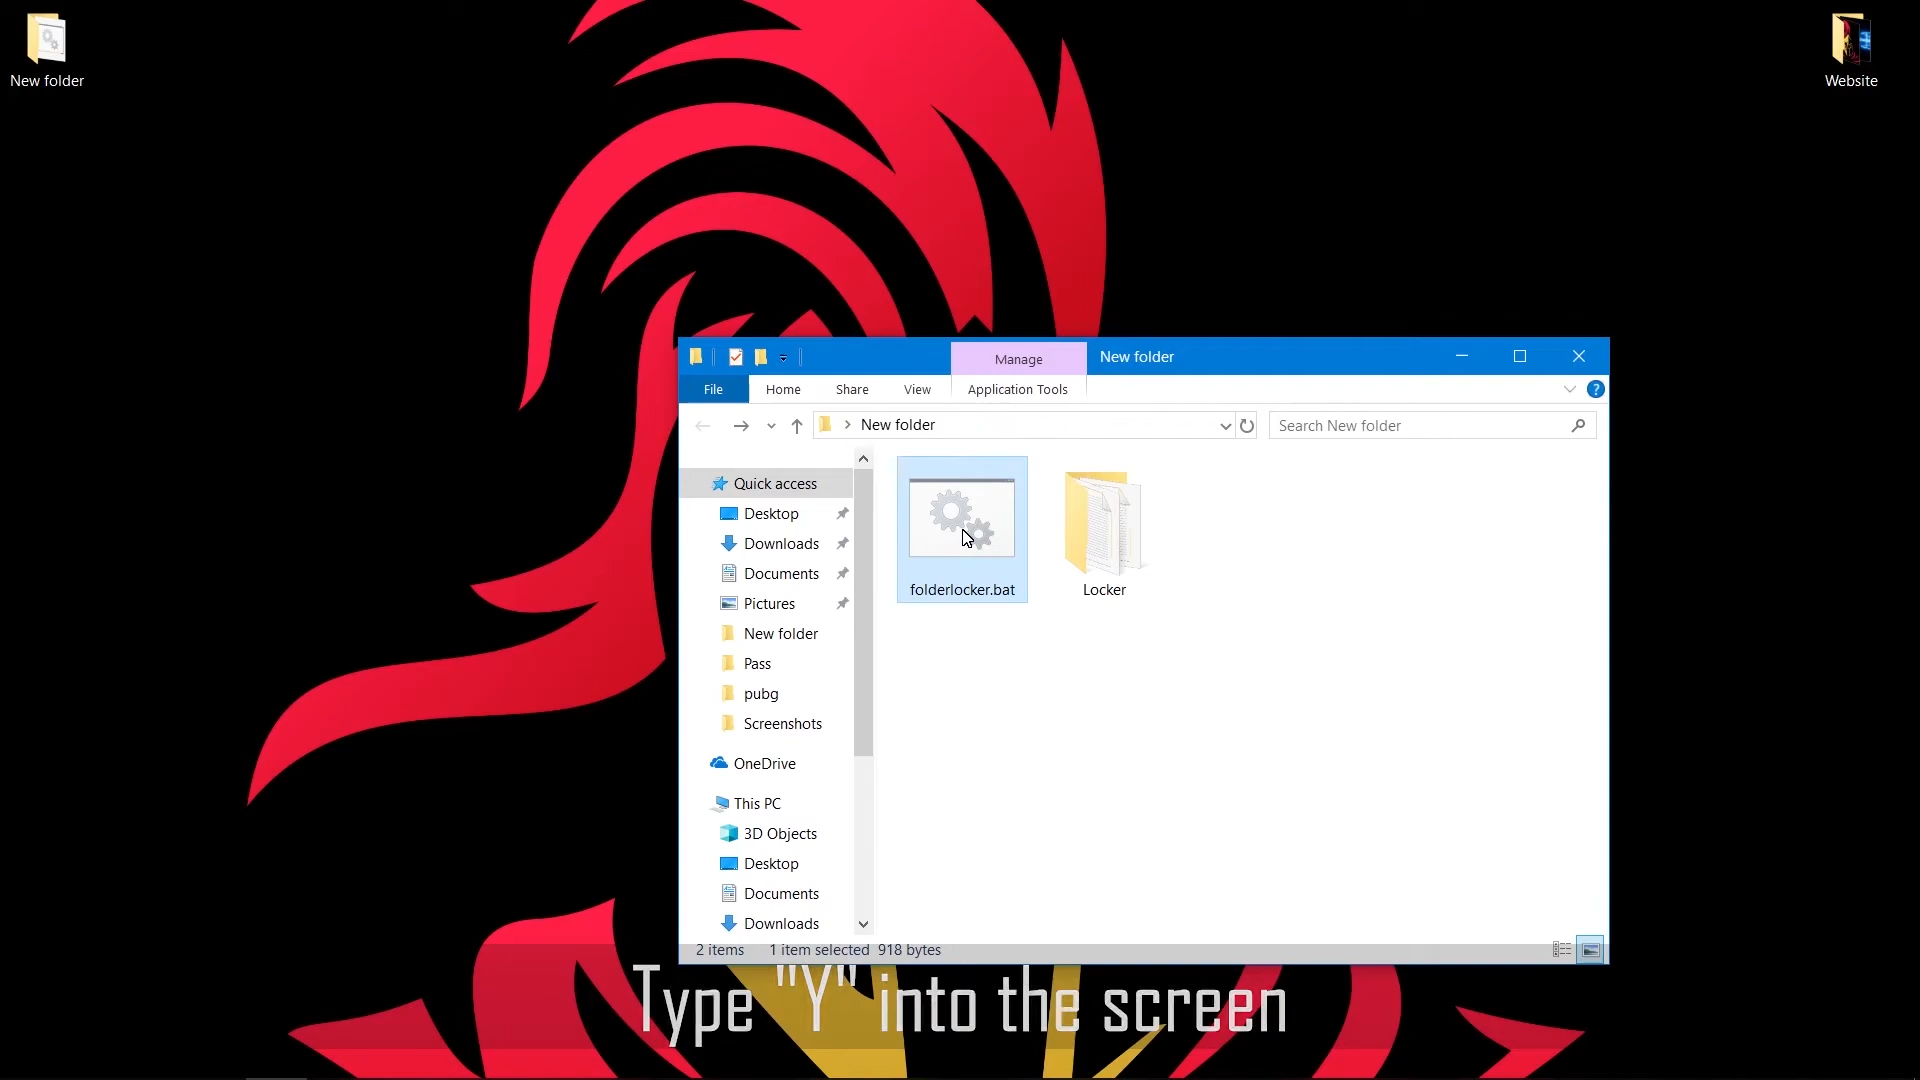 New folder
Website
Manage
New folder
File
Home
Share
View
Application Tools
?
New folder
Search New folder
Quick access
Desktop
Downloads
Documents
Pictures
New folder
Pass
pubg
Screenshots
OneDrive
This PC
3D Objects
Desktop
Documents
Downloads
folderlocker.bat
Locker
2 items 1 item selected 918 bytes
Type "Y" into the screen